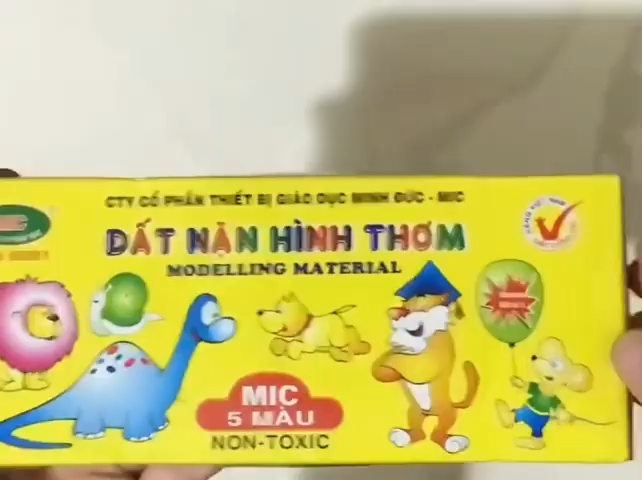 CTY CỔ PHẦN THIẾT BỊ GIÁO DỤC MINH ĐỨC - MIC
ĐẤT NẶN HÌNH THƠM
MODELLING MATERIAL
MIC
5 MÀU
NON-TOXIC